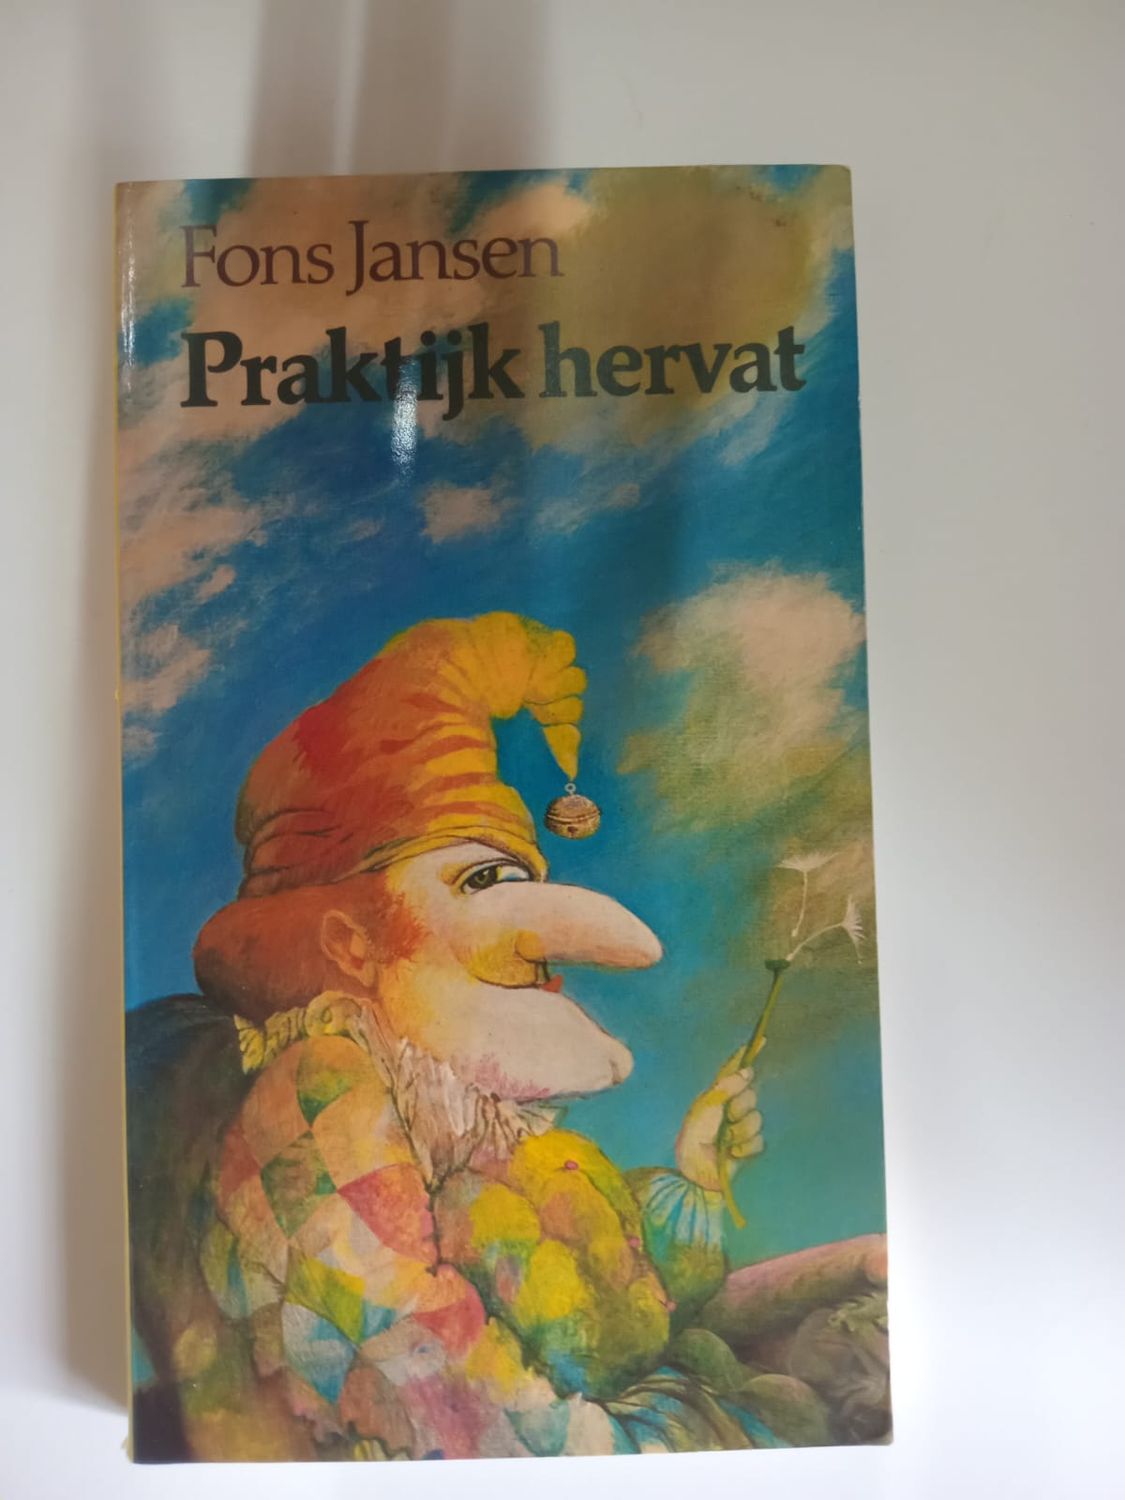 Fons Jansen
Praktijk hervat